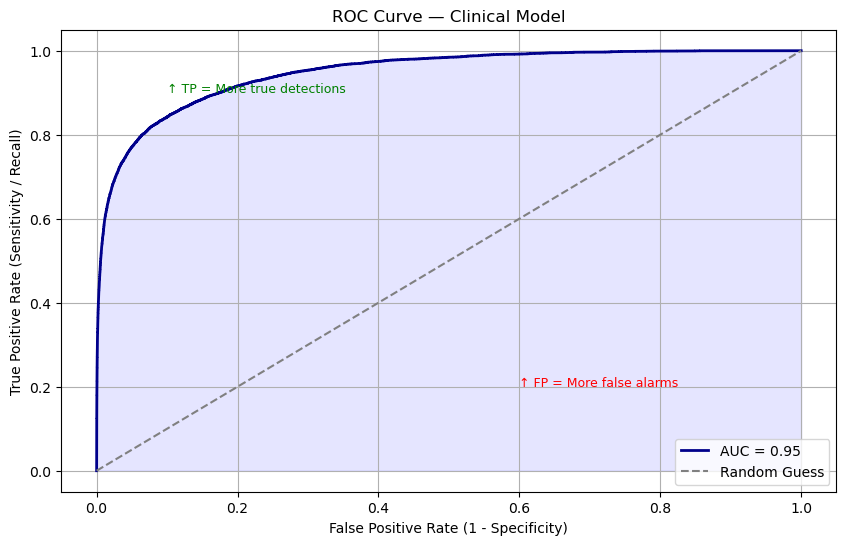 ROC Curve — Clinical Model
True Positive Rate (Sensitivity / Recall)
1.0
0.8
0.6
0.4
0.2
0.0
↑ TP = More true detections
↑ FP = More false alarms
AUC = 0.95
Random Guess
0.0 0.2 0.4 0.6 0.8 1.0
False Positive Rate (1 - Specificity)